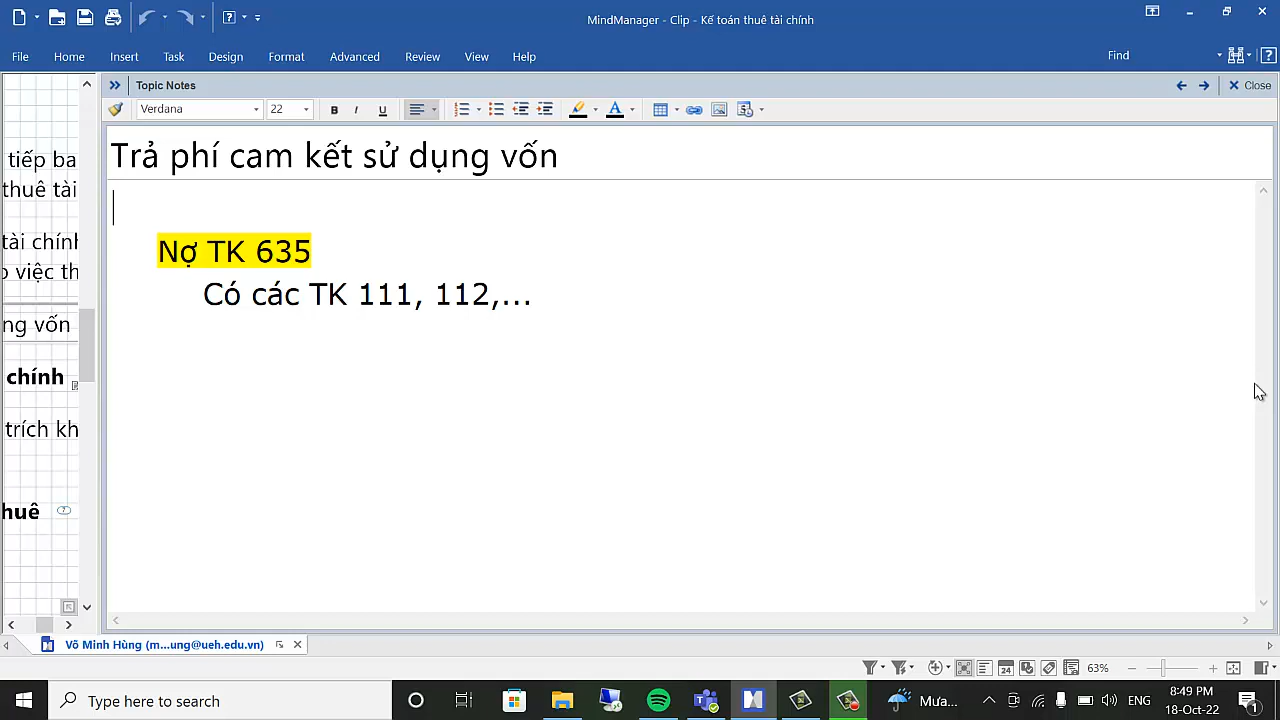 MindManager - Clip - Kế toán thuê tài chính
File Home Insert Task Design Format Advanced Review View Help Find
Topic Notes Close
Verdana 22 B I U
Trả phí cam kết sử dụng vốn
Nợ TK 635
Có các TK 111, 112,...
tiếp ba
thuê tài
tài chính
việc th
ng vốn
chính
trích kh
huê
Võ Minh Hùng (m...ung@ueh.edu.vn)
63%
Type here to search
Mưa...
ENG
8:49 PM
18-Oct-22